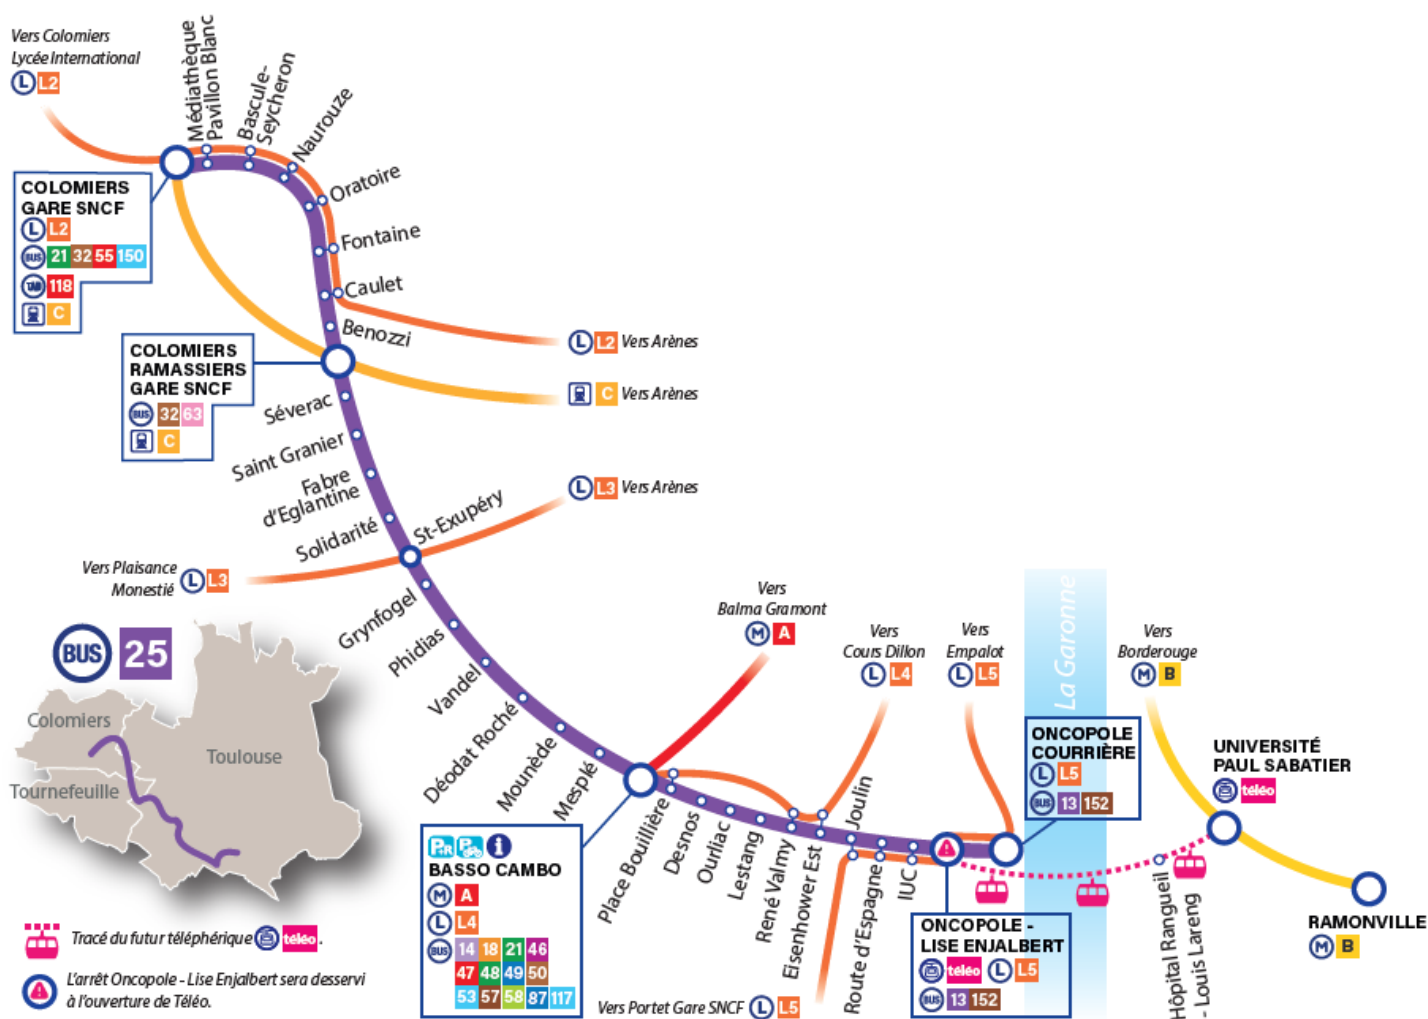 Vers Colomiers
Lycée International
L L2
Médiathèque
Pavillon Blanc
Bascule-
Seycheron
Naurouze
Oratoire
Fontaine
Caulet
Benozzi
COLOMIERS
GARE SNCF
L L2
BUS 21 32 55 150
TAD 118
C
L L2 Vers Arènes
C Vers Arènes
COLOMIERS
RAMASSIERS
GARE SNCF
BUS 32 63
C
Séverac
Saint Granier
Fabre
d'Eglantine
Solidarité
St-Exupéry
L L3 Vers Arènes
Vers Plaisance
Monestié
L L3
Grynfogel
Phidias
Vandel
Déodat Roché
Mounède
Mesplé
BUS 25
Colomiers
Toulouse
Tournefeuille
Vers
Balma Gramont
M A
Vers
Cours Dillon
L L4
Vers
Empalot
L L5
La Garonne
Vers
Borderouge
M B
Place Bouillière
Desnos
Ourliac
Lestang
René Valmy
Eisenhower Est
Joulin
Route d'Espagne
IUC
ONCOPOLE
COURRIÈRE
L L5
BUS 13 152
UNIVERSITÉ
PAUL SABATIER
téléo
BASSO CAMBO
P+R P i
M A
L L4
BUS 14 18 21 46
47 48 49 50
53 57 58 87 117
Vers Portet Gare SNCF L L5
ONCOPOLE -
LISE ENJALBERT
téléo L L5
BUS 13 152
Hôpital Rangueil
- Louis Lareng
RAMONVILLE
M B
Tracé du futur téléphérique téléo .
L'arrêt Oncopole - Lise Enjalbert sera desservi
à l'ouverture de Téléo.